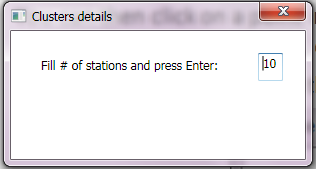 Clusters details
Fill # of stations and press Enter: 10